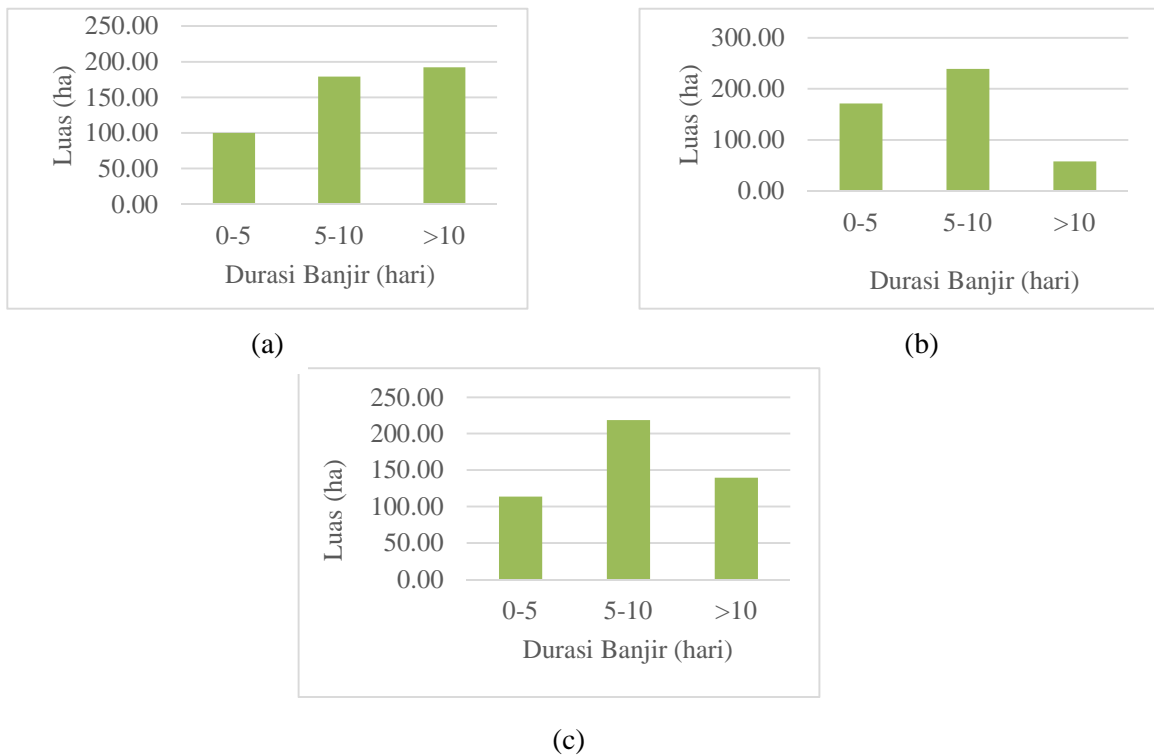 250.00
200.00
150.00
100.00
50.00
0.00
Luas (ha)
0-5 5-10 >10
Durasi Banjir (hari)
(a)
300.00
200.00
100.00
0.00
Luas (ha)
0-5 5-10 >10
Durasi Banjir (hari)
(b)
250.00
200.00
150.00
100.00
50.00
0.00
Luas (ha)
0-5 5-10 >10
Durasi Banjir (hari)
(c)